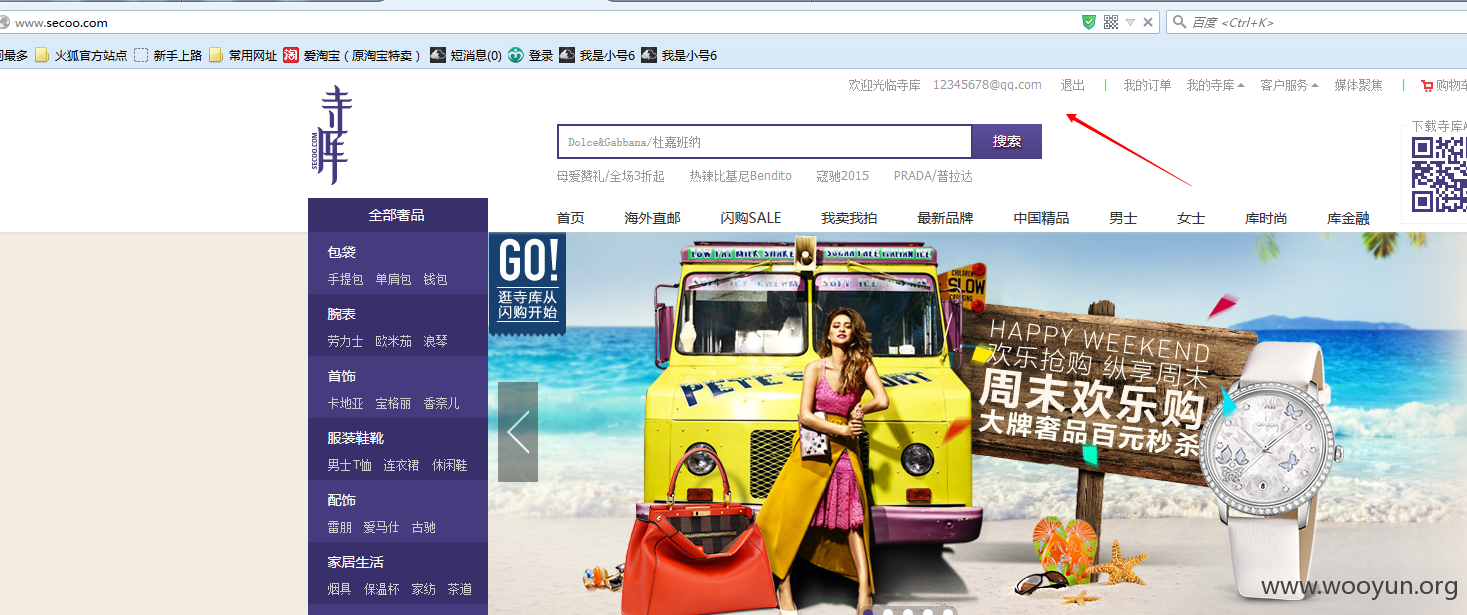 www.secoo.com
百度 <Ctrl+K>
问最多 火狐官方站点 新手上路 常用网址 淘 爱淘宝（原淘宝特卖） 短消息(0) 登录 我是小号6 我是小号6
欢迎光临寺库 12345678@qq.com 退出 | 我的订单 我的寺库 客户服务 媒体聚焦 | 购物车
寺库
SECOO.COM
下载寺库A
Dolce&Gabbana/杜嘉班纳
搜索
母爱赞礼/全场3折起 热辣比基尼Bendito 寇驰2015 PRADA/普拉达
全部奢品
首页 海外直邮 闪购SALE 我卖我拍 最新品牌 中国精品 男士 女士 库时尚 库金融
包袋
手提包 单肩包 钱包
腕表
劳力士 欧米茄 浪琴
首饰
卡地亚 宝格丽 香奈儿
服装鞋靴
男士T恤 连衣裙 休闲鞋
配饰
雷朋 爱马仕 古驰
家居生活
烟具 保温杯 家纺 茶道
GO!
逛寺库从
闪购开始
CHILDREN
SLOW
HAPPY WEEKEND
欢乐抢购 纵享周末
周末欢乐购
大牌奢品百元秒杀
www.wooyun.org